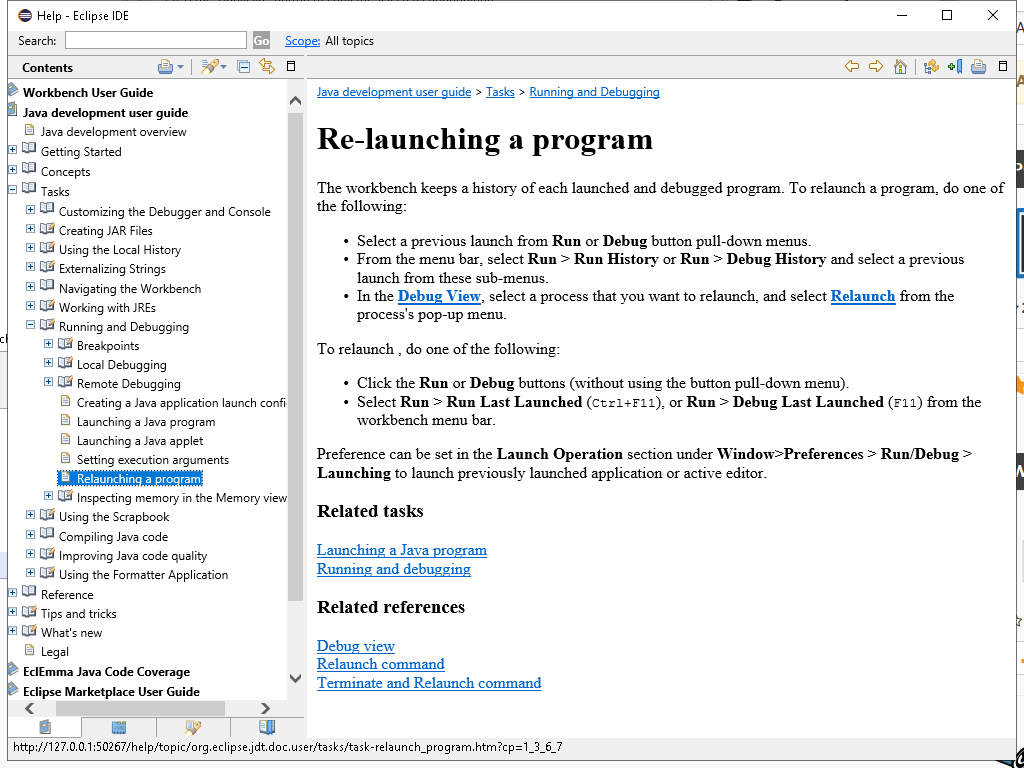 Help - Eclipse IDE
Search:
Go
Scope: All topics
Contents
Workbench User Guide
Java development user guide
Java development overview
Getting Started
Concepts
Tasks
Customizing the Debugger and Console
Creating JAR Files
Using the Local History
Externalizing Strings
Navigating the Workbench
Working with JREs
Running and Debugging
Breakpoints
Local Debugging
Remote Debugging
Creating a Java application launch confi
Launching a Java program
Launching a Java applet
Setting execution arguments
Relaunching a program
Inspecting memory in the Memory view
Using the Scrapbook
Compiling Java code
Improving Java code quality
Using the Formatter Application
Reference
Tips and tricks
What's new
Legal
EclEmma Java Code Coverage
Eclipse Marketplace User Guide
Java development user guide > Tasks > Running and Debugging
Re-launching a program
The workbench keeps a history of each launched and debugged program. To relaunch a program, do one of
the following:
• Select a previous launch from Run or Debug button pull-down menus.
• From the menu bar, select Run > Run History or Run > Debug History and select a previous
launch from these sub-menus.
• In the Debug View, select a process that you want to relaunch, and select Relaunch from the
process's pop-up menu.
To relaunch , do one of the following:
• Click the Run or Debug buttons (without using the button pull-down menu).
• Select Run > Run Last Launched (Ctrl+F11), or Run > Debug Last Launched (F11) from the
workbench menu bar.
Preference can be set in the Launch Operation section under Window>Preferences > Run/Debug >
Launching to launch previously launched application or active editor.
Related tasks
Launching a Java program
Running and debugging
Related references
Debug view
Relaunch command
Terminate and Relaunch command
http://127.0.0.1:50267/help/topic/org.eclipse.jdt.doc.user/tasks/task-relaunch_program.htm?cp=1_3_6_7